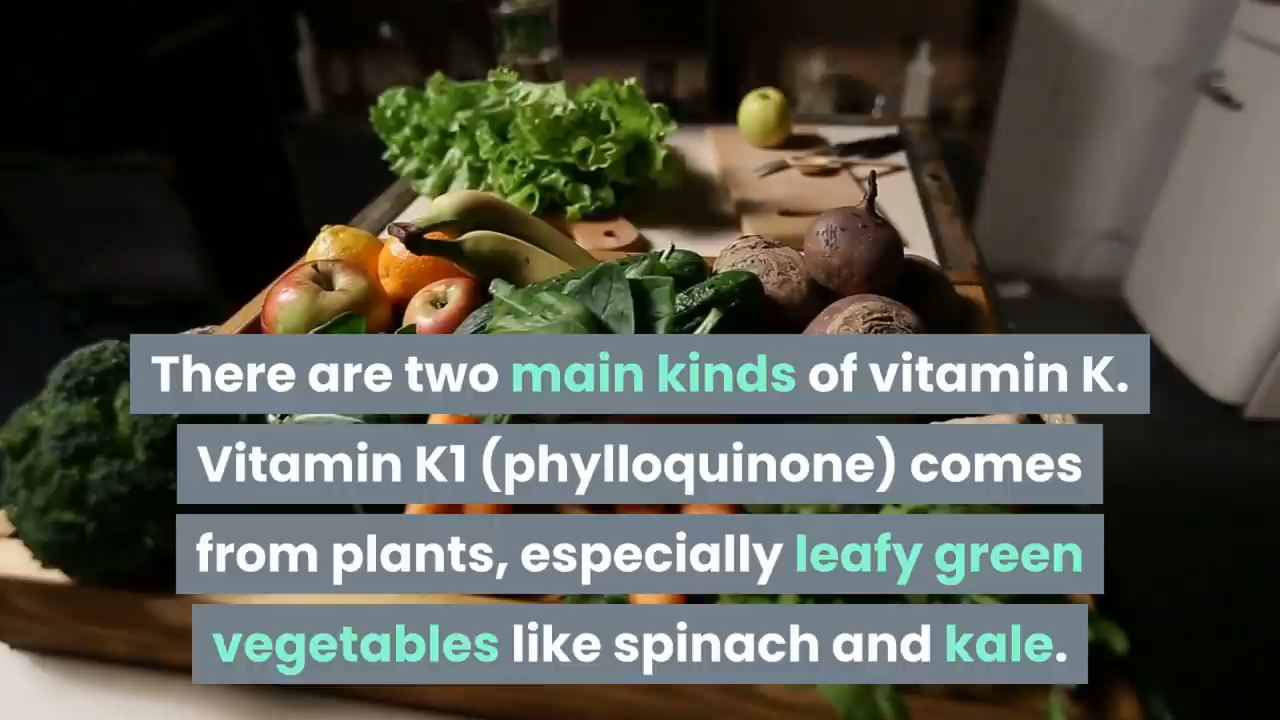 There are two main kinds of vitamin K.
Vitamin K1 (phylloquinone) comes
from plants, especially leafy green
vegetables like spinach and kale.